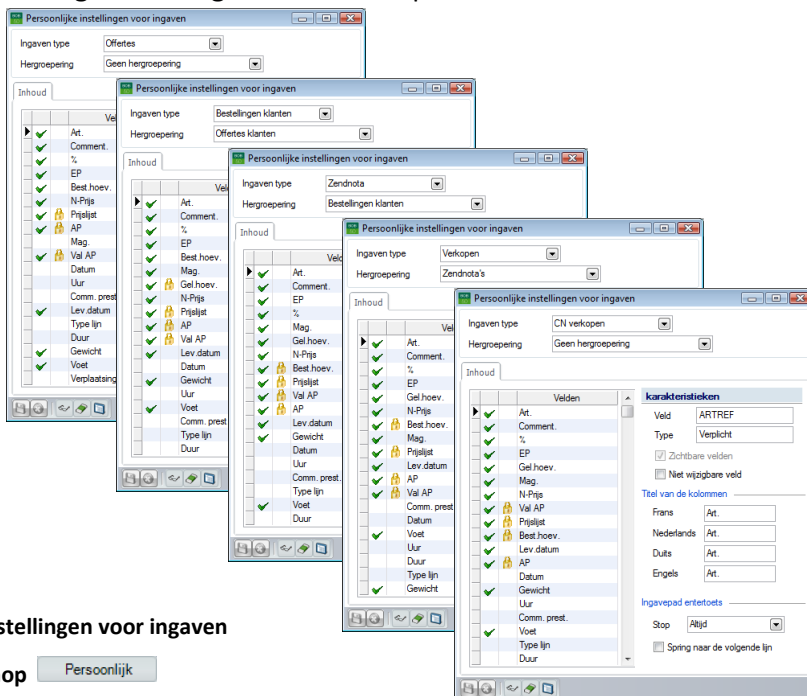 Persoonlijke instellingen voor ingaven
Ingaven type Offertes
Hergroepering Geen hergroepering
Inhoud
Art.
Comment.
%
EP
Best.hoev.
N-Prijs
Prijslijst
AP
Mag.
Val AP
Datum
Uur
Comm. prest
Lev.datum
Type lijn
Duur
Gewicht
Voet
Verplaatsing
Persoonlijke instellingen voor ingaven
Ingaven type Bestellingen klanten
Hergroepering Offertes klanten
Inhoud
Art.
Comment.
%
EP
Best.hoev.
Mag.
Gel.hoev.
N-Prijs
Prijslijst
AP
Val AP
Lev.datum
Datum
Gewicht
Uur
Voet
Comm. prest
Type lijn
Duur
Persoonlijke instellingen voor ingaven
Ingaven type Zendnota
Hergroepering Bestellingen klanten
Inhoud
Art.
Comment.
EP
%
Mag.
Gel.hoev.
N-Prijs
Best.hoev.
Prijslijst
Val AP
AP
Lev.datum
Gewicht
Datum
Uur
Comm. prest.
Type lijn
Voet
Duur
Persoonlijke instellingen voor ingaven
Ingaven type Verkopen
Hergroepering Zendnota's
Inhoud
Art.
Comment.
%
EP
Gel.hoev.
N-Prijs
Best.hoev.
Mag.
Prijslijst
Lev.datum
AP
Val AP
Comm. prest
Datum
Voet
Uur
Duur
Type lijn
Gewicht
Persoonlijke instellingen voor ingaven
Ingaven type CN verkopen
Hergroepering Geen hergroepering
Inhoud
Velden
Art.
Comment.
%
EP
Gel.hoev.
Mag.
N-Prijs
Val AP
Prijslijst
Best.hoev.
Lev.datum
AP
Datum
Gewicht
Uur
Comm. prest.
Voet
Type lijn
Duur
karakteristieken
Veld ARTREF
Type Verplicht
Zichtbare velden
Niet wijzigbare veld
Titel van de kolommen
Frans Art.
Nederlands Art.
Duits Art.
Engels Art.
Ingavepad entertoets
Stop Altijd
Spring naar de volgende lijn
stellingen voor ingaven
op Persoonlijk